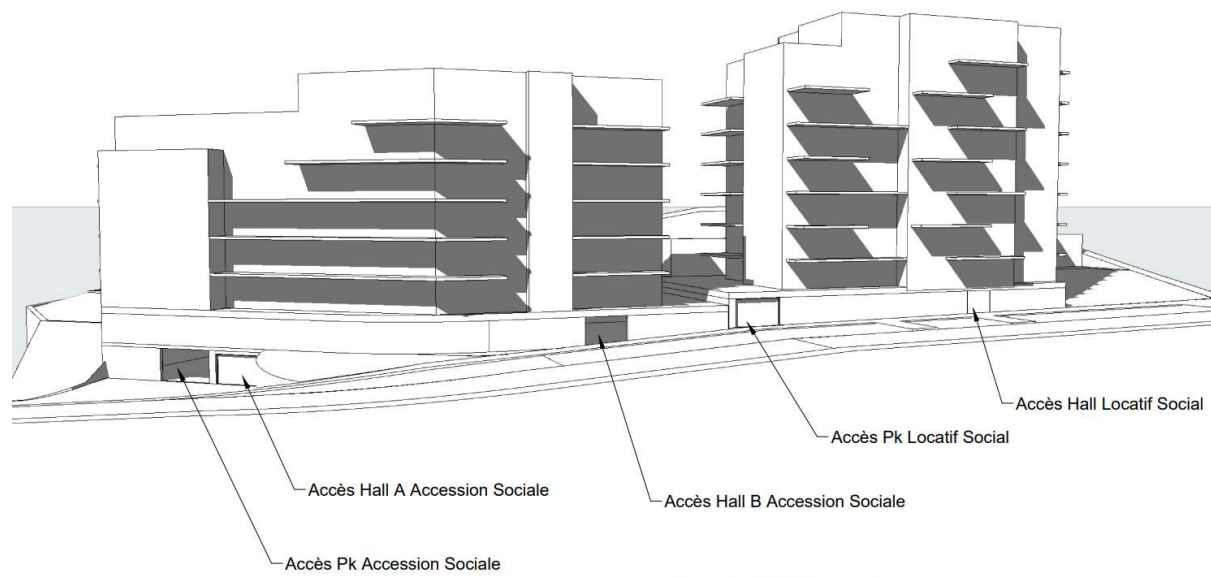 Accès Hall Locatif Social
Accès Pk Locatif Social
Accès Hall A Accession Sociale
Accès Hall B Accession Sociale
Accès Pk Accession Sociale